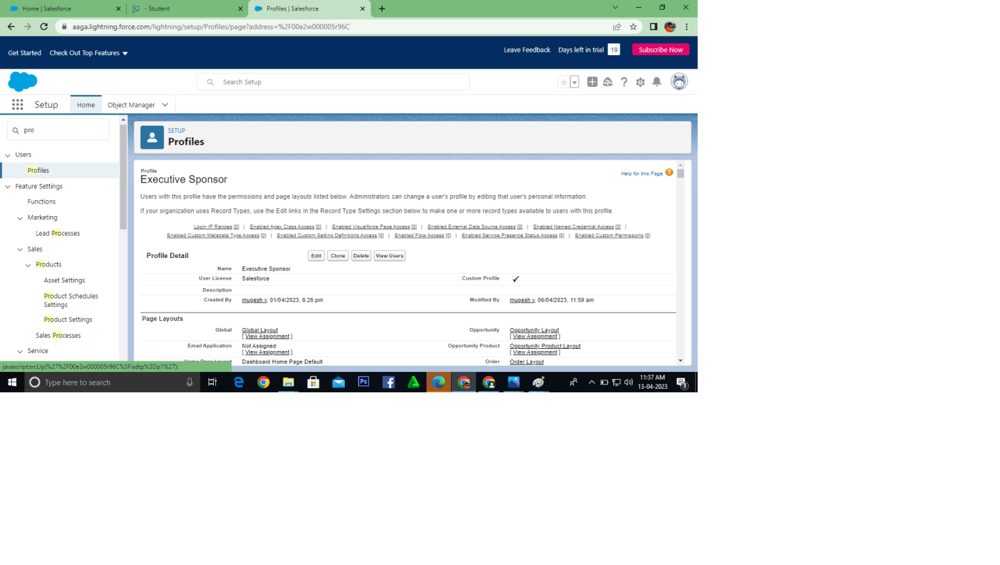 Home | Salesforce
- Student
Profiles | Salesforce
aaga.lightning.force.com/lightning/setup/Profiles/page?address=%2F00e2w000005r96C
Get Started Check Out Top Features
Leave Feedback Days left in trial 19 Subscribe Now
Search Setup
Setup Home Object Manager
pro
Users
Profiles
Feature Settings
Functions
Marketing
Lead Processes
Sales
Products
Asset Settings
Product Schedules
Settings
Product Settings
Sales Processes
Service
SETUP
Profiles
Profile
Executive Sponsor
Help for this Page ?
Users with this profile have the permissions and page layouts listed below. Administrators can change a user's profile by editing that user's personal information.
If your organization uses Record Types, use the Edit links in the Record Type Settings section below to make one or more record types available to users with this profile.
Login IP Ranges [0] | Enabled Apex Class Access [0] | Enabled Visualforce Page Access [0] | Enabled External Data Source Access [0] | Enabled Named Credential Access [0] |
Enabled Custom Metadata Type Access [0] | Enabled Custom Setting Definitions Access [0] | Enabled Flow Access [0] | Enabled Service Presence Status Access [0] | Enabled Custom Permissions [0]
Profile Detail Edit Clone Delete View Users
Name Executive Sponsor
User License Salesforce Custom Profile
Description
Created By mugesh v, 01/04/2023, 6:26 pm Modified By mugesh v, 06/04/2023, 11:59 am
Page Layouts
Global Global Layout Opportunity Opportunity Layout
[ View Assignment ] [ View Assignment ]
Email Application Not Assigned Opportunity Product Opportunity Product Layout
[ View Assignment ] [ View Assignment ]
Home Page Layout Dashboard Home Page Default Order Order Layout
javascript:srcUp(%27%2F00e2w000005r96C%3Fisdtp%3Dp1%27);
Type here to search
Ps
11:37 AM
13-04-2023
3